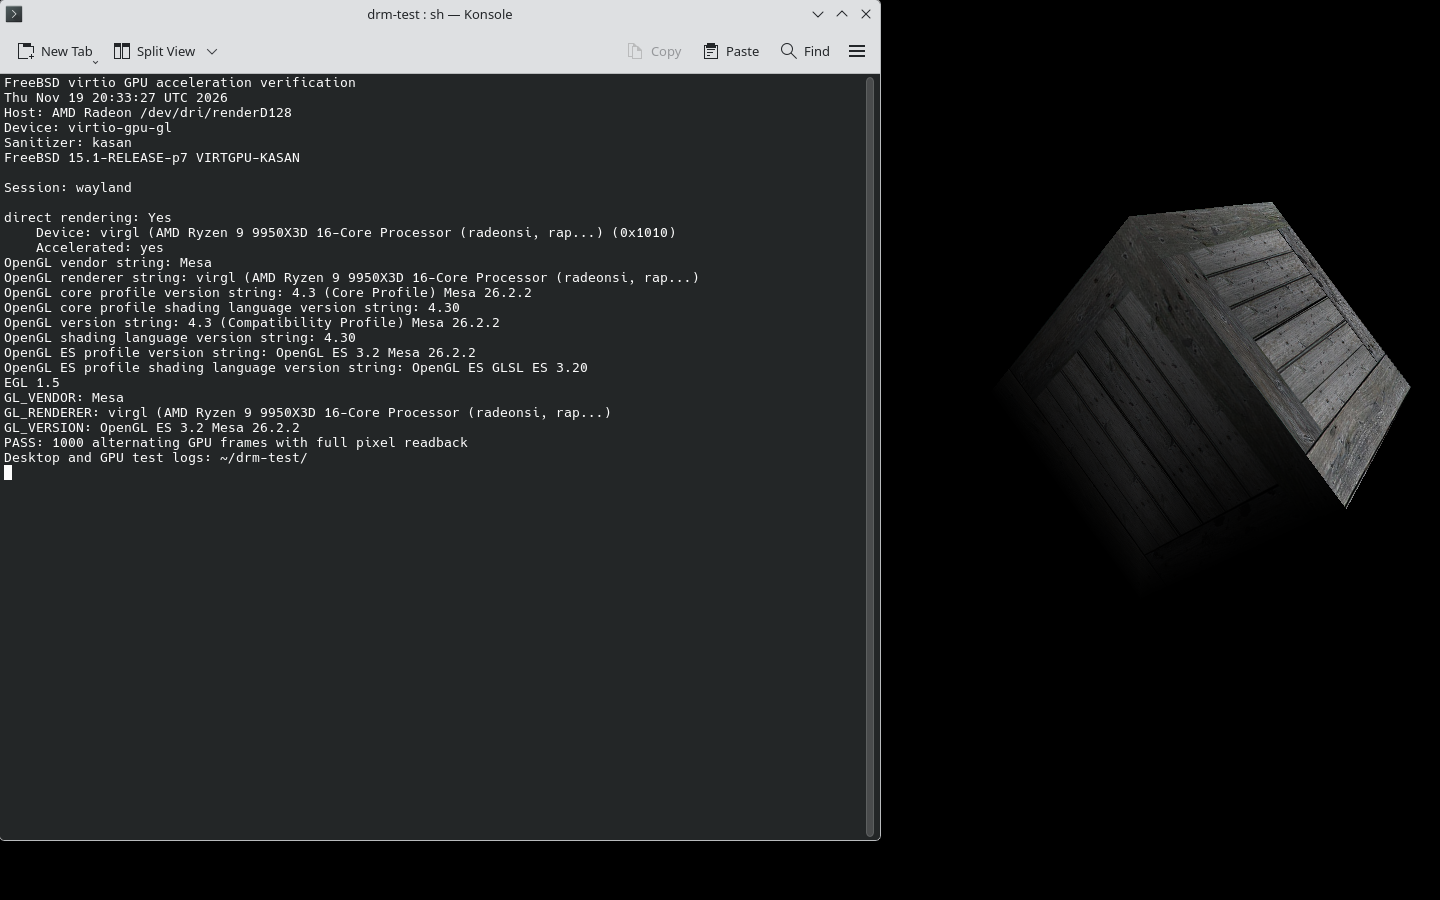 drm-test : sh — Konsole
New Tab
Split View
Copy
Paste
Find
FreeBSD virtio GPU acceleration verification
Thu Nov 19 20:33:27 UTC 2026
Host: AMD Radeon /dev/dri/renderD128
Device: virtio-gpu-gl
Sanitizer: kasan
FreeBSD 15.1-RELEASE-p7 VIRTGPU-KASAN
Session: wayland
direct rendering: Yes
    Device: virgl (AMD Ryzen 9 9950X3D 16-Core Processor (radeonsi, rap...) (0x1010)
    Accelerated: yes
OpenGL vendor string: Mesa
OpenGL renderer string: virgl (AMD Ryzen 9 9950X3D 16-Core Processor (radeonsi, rap...)
OpenGL core profile version string: 4.3 (Core Profile) Mesa 26.2.2
OpenGL core profile shading language version string: 4.30
OpenGL version string: 4.3 (Compatibility Profile) Mesa 26.2.2
OpenGL shading language version string: 4.30
OpenGL ES profile version string: OpenGL ES 3.2 Mesa 26.2.2
OpenGL ES profile shading language version string: OpenGL ES GLSL ES 3.20
EGL 1.5
GL_VENDOR: Mesa
GL_RENDERER: virgl (AMD Ryzen 9 9950X3D 16-Core Processor (radeonsi, rap...)
GL_VERSION: OpenGL ES 3.2 Mesa 26.2.2
PASS: 1000 alternating GPU frames with full pixel readback
Desktop and GPU test logs: ~/drm-test/